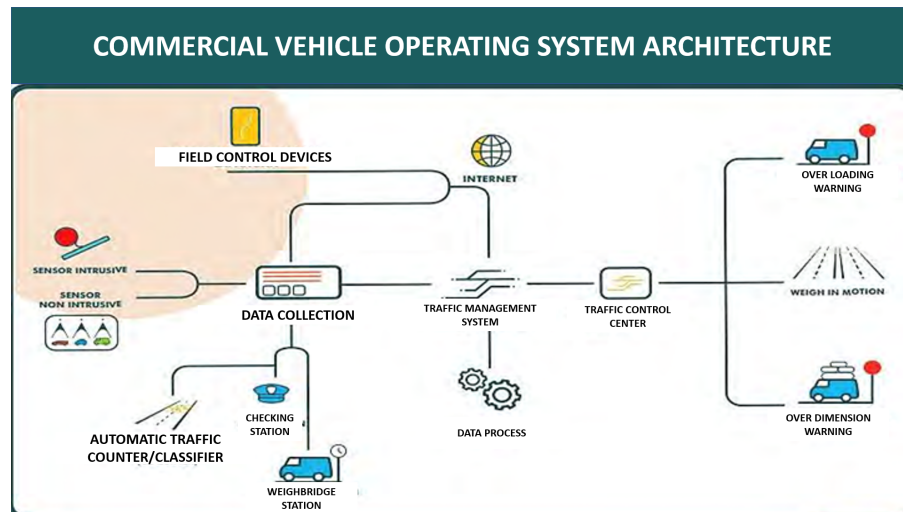 COMMERCIAL VEHICLE OPERATING SYSTEM ARCHITECTURE
FIELD CONTROL DEVICES
INTERNET
OVER LOADING
WARNING
SENSOR INTRUSIVE
SENSOR
NON INTRUSIVE
DATA COLLECTION
TRAFFIC MANAGEMENT
SYSTEM
TRAFFIC CONTROL
CENTER
WEIGH IN MOTION
CHECKING
STATION
AUTOMATIC TRAFFIC
COUNTER/CLASSIFIER
DATA PROCESS
OVER DIMENSION
WARNING
WEIGHBRIDGE
STATION